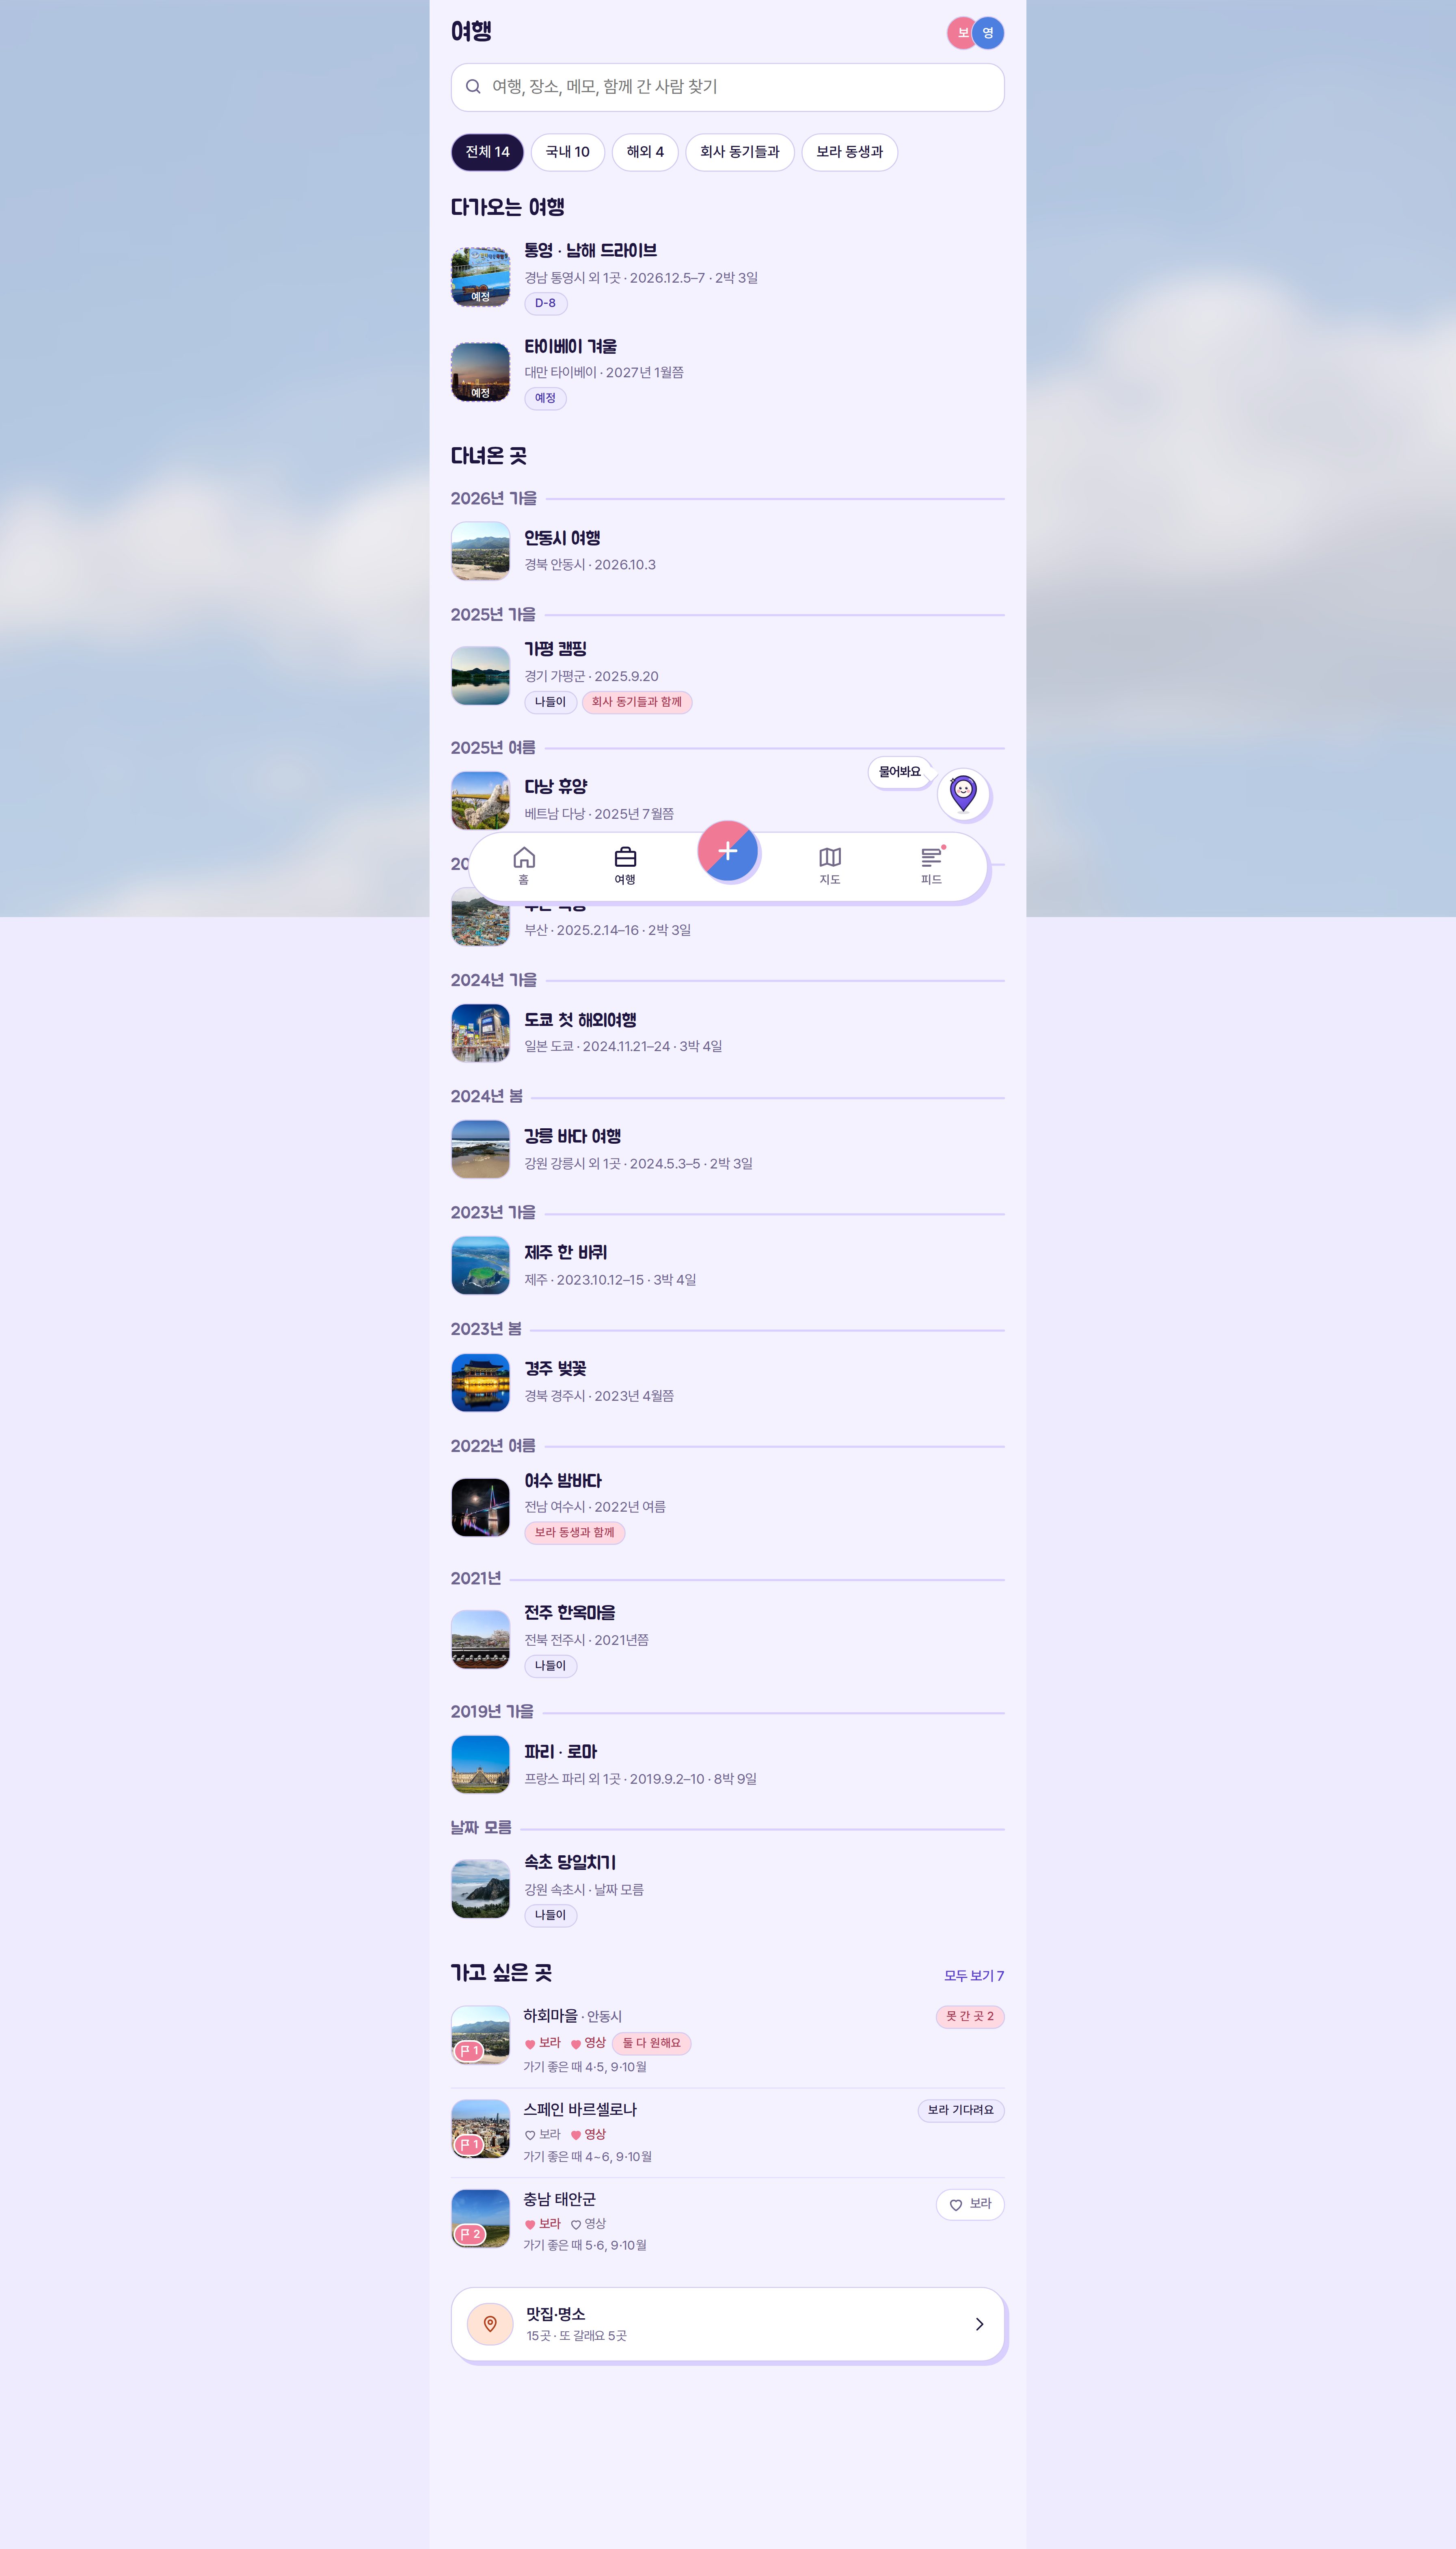 여행
보 영
여행, 장소, 메모, 함께 간 사람 찾기
전체 14 국내 10 해외 4 회사 동기들과 보라 동생과
다가오는 여행
통영 · 남해 드라이브
경남 통영시 외 1곳 · 2026.12.5–7 · 2박 3일
예정
D-8
타이베이 겨울
대만 타이베이 · 2027년 1월쯤
예정
예정
다녀온 곳
2026년 가을
안동시 여행
경북 안동시 · 2026.10.3
2025년 가을
가평 캠핑
경기 가평군 · 2025.9.20
나들이 회사 동기들과 함께
2025년 여름
물어봐요
다낭 휴양
베트남 다낭 · 2025년 7월쯤
홈 여행 지도 피드
부산 · 2025.2.14–16 · 2박 3일
2024년 가을
도쿄 첫 해외여행
일본 도쿄 · 2024.11.21–24 · 3박 4일
2024년 봄
강릉 바다 여행
강원 강릉시 외 1곳 · 2024.5.3–5 · 2박 3일
2023년 가을
제주 한 바퀴
제주 · 2023.10.12–15 · 3박 4일
2023년 봄
경주 벚꽃
경북 경주시 · 2023년 4월쯤
2022년 여름
여수 밤바다
전남 여수시 · 2022년 여름
보라 동생과 함께
2021년
전주 한옥마을
전북 전주시 · 2021년쯤
나들이
2019년 가을
파리 · 로마
프랑스 파리 외 1곳 · 2019.9.2–10 · 8박 9일
날짜 모름
속초 당일치기
강원 속초시 · 날짜 모름
나들이
가고 싶은 곳 모두 보기 7
하회마을 · 안동시 못 간 곳 2
1 보라 영상 둘 다 원해요
가기 좋은 때 4·5, 9·10월
스페인 바르셀로나 보라 기다려요
1 보라 영상
가기 좋은 때 4~6, 9·10월
충남 태안군 보라
2 보라 영상
가기 좋은 때 5·6, 9·10월
맛집·명소
15곳 · 또 갈래요 5곳